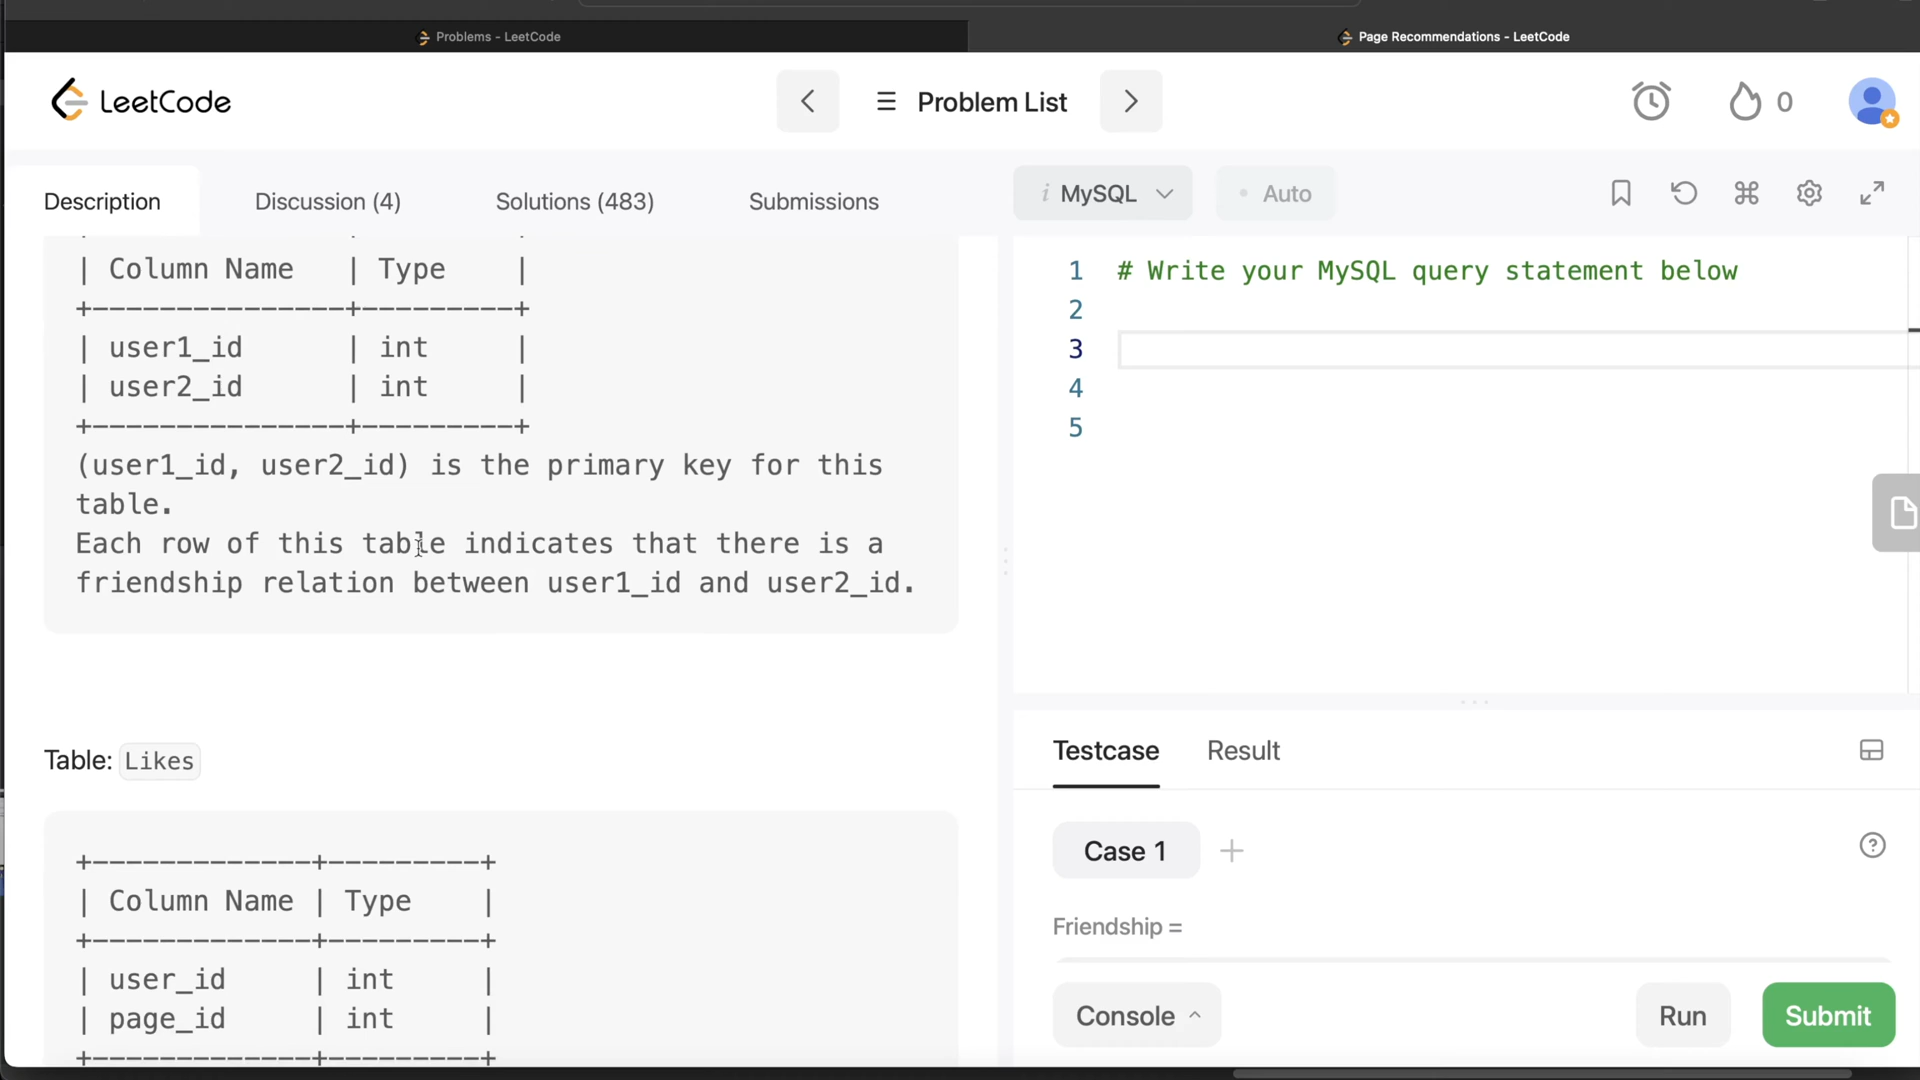 Problems - LeetCode
Page Recommendations - LeetCode
LeetCode
Problem List
0
Description
Discussion (4)
Solutions (483)
Submissions
i MySQL
Auto
| Column Name | Type |
+---------------+---------+
| user1_id | int |
| user2_id | int |
+---------------+---------+
(user1_id, user2_id) is the primary key for this
table.
Each row of this table indicates that there is a
friendship relation between user1_id and user2_id.
Table: Likes
+-------------+---------+
| Column Name | Type |
+-------------+---------+
| user_id | int |
| page_id | int |
+-------------+---------+
1 # Write your MySQL query statement below
2
3
4
5
Testcase
Result
Case 1
Friendship =
Console
Run
Submit